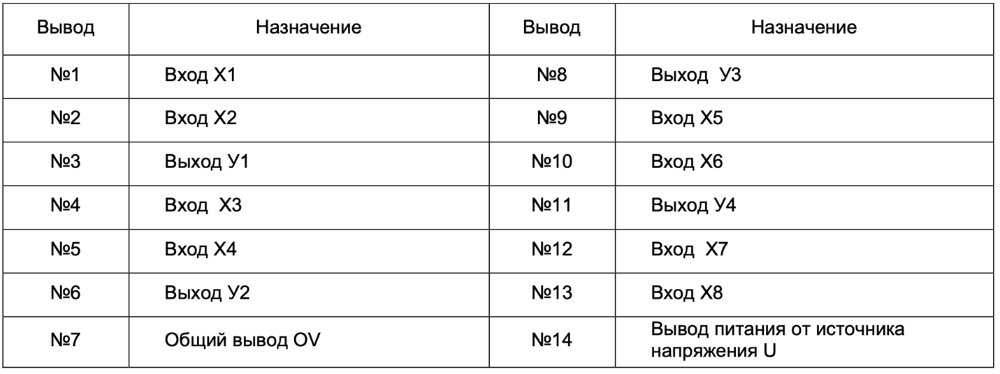 Вывод Назначение Вывод Назначение
№1 Вход X1 №8 Выход У3
№2 Вход X2 №9 Вход X5
№3 Выход У1 №10 Вход X6
№4 Вход X3 №11 Выход У4
№5 Вход X4 №12 Вход X7
№6 Выход У2 №13 Вход X8
№7 Общий вывод OV №14 Вывод питания от источника
напряжения U